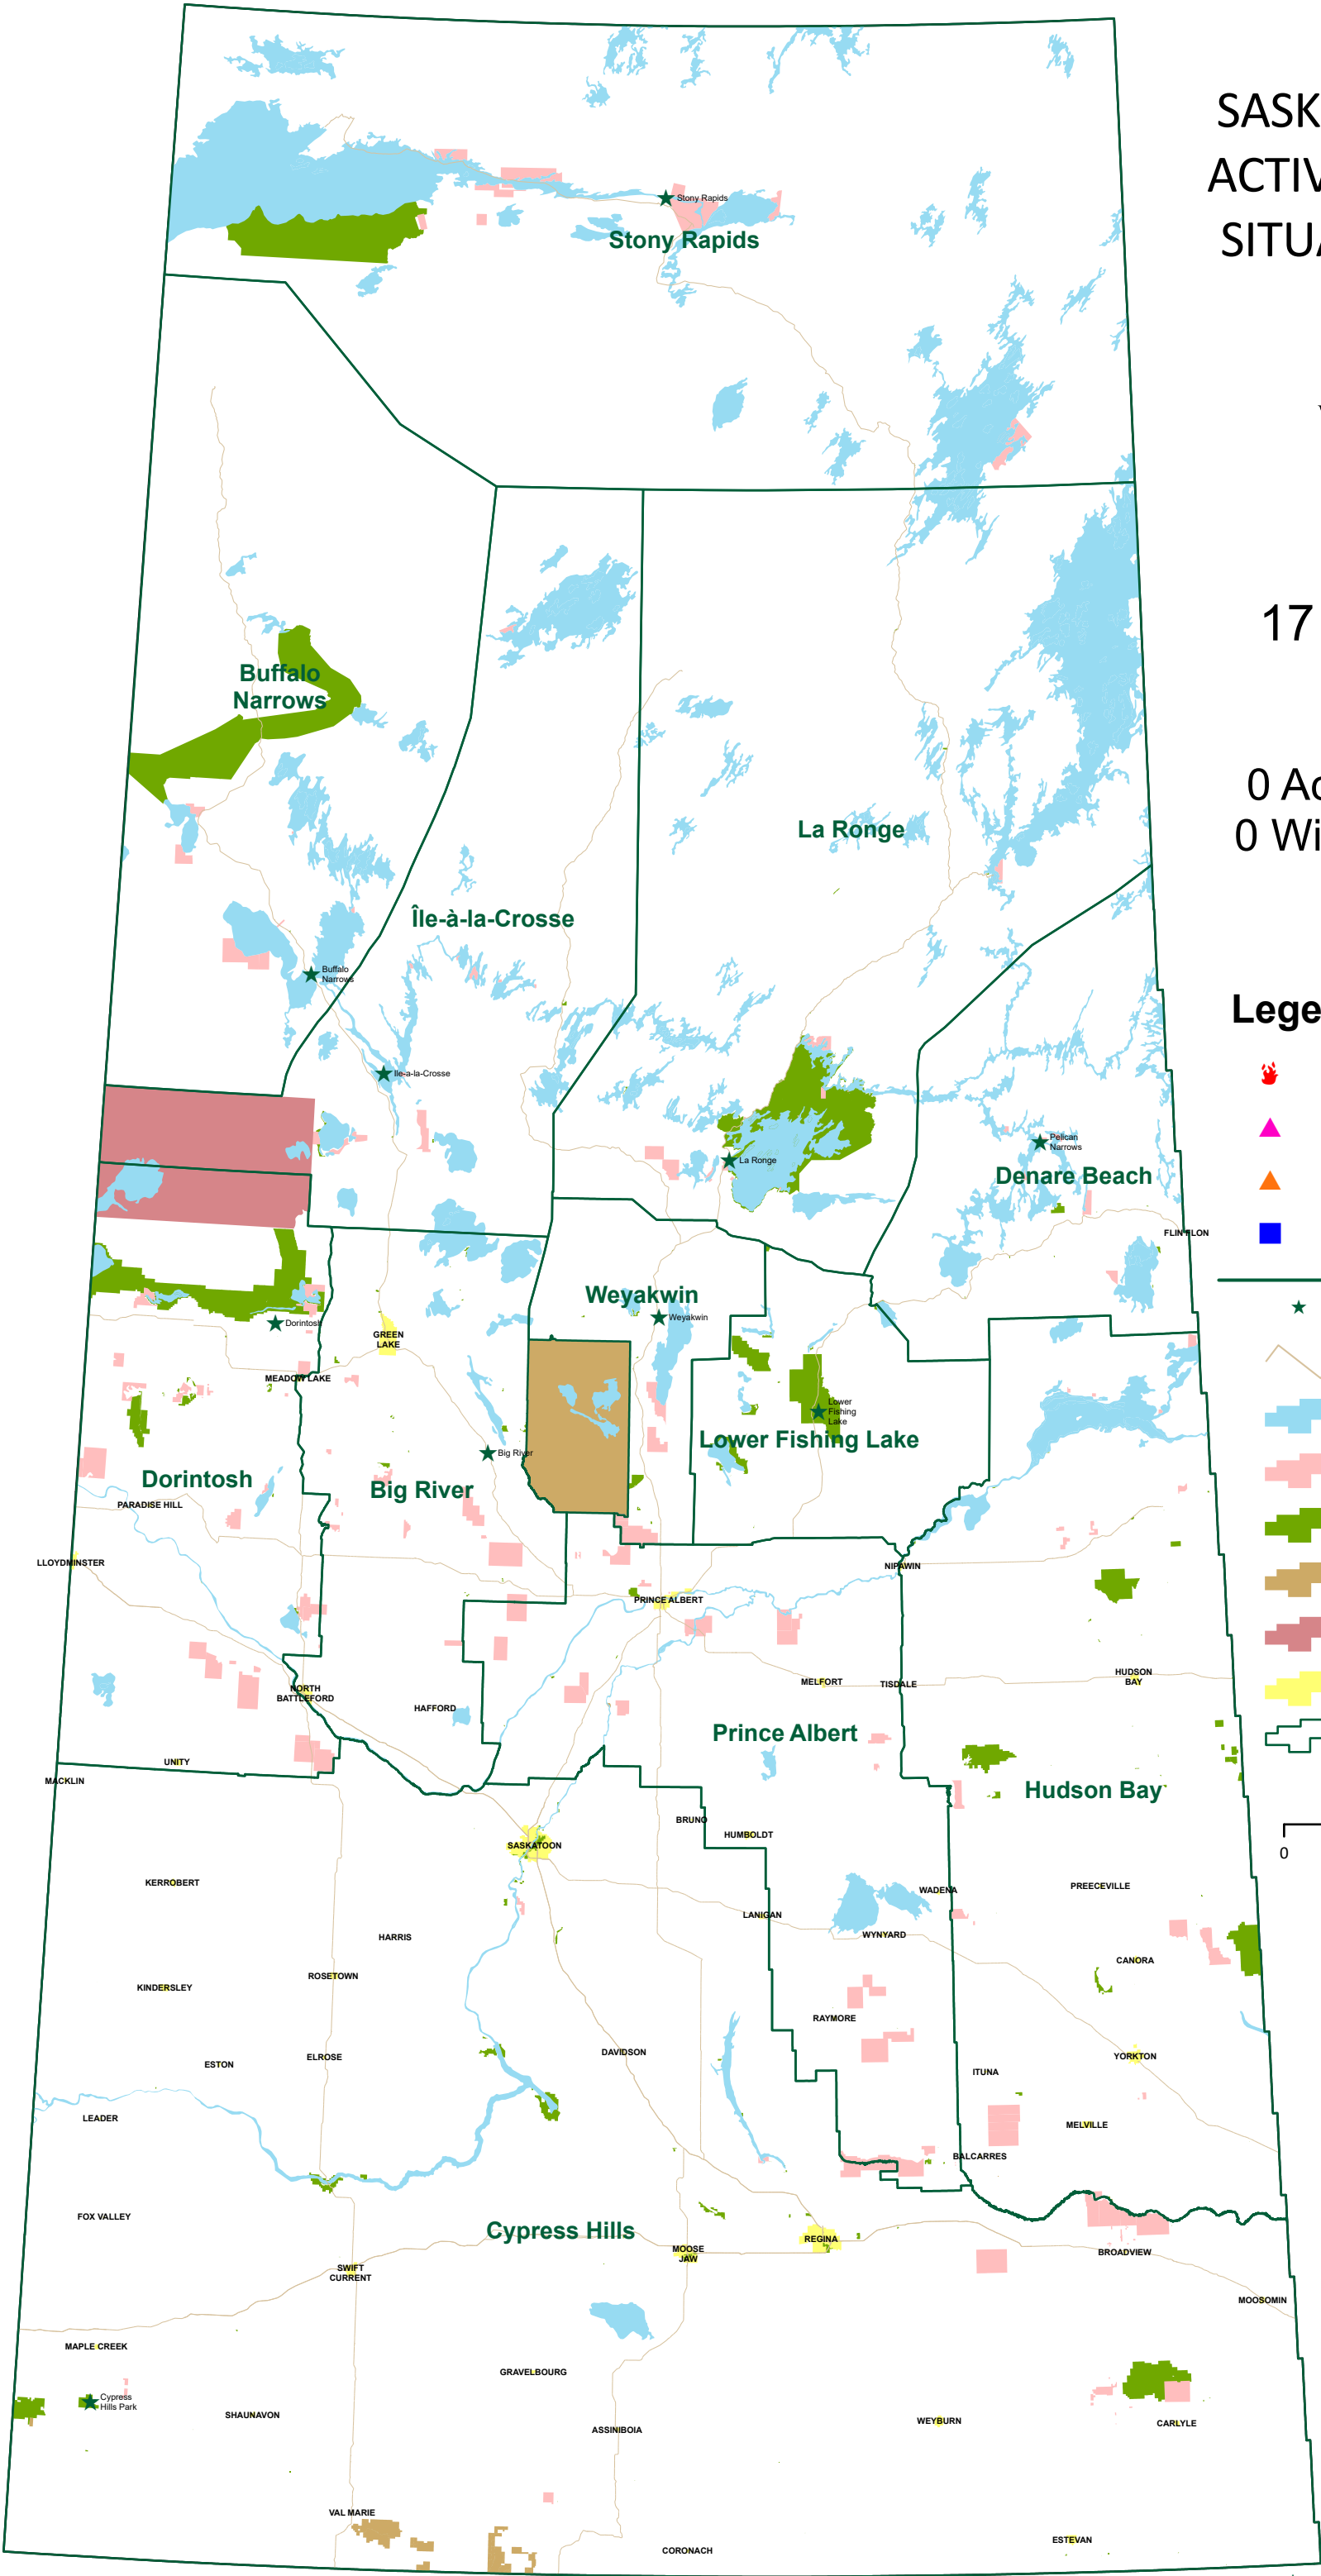 SASK
ACTIV
SITUA
17
0 Ac
0 Wi
Lege
0
Stony Rapids
Stony Rapids
Buffalo
Narrows
La Ronge
Île-à-la-Crosse
Buffalo
Narrows
Ile-a-la-Crosse
Pelican
Narrows
La Ronge
Denare Beach
FLIN FLON
Weyakwin
Weyakwin
Dorintosh
GREEN
LAKE
MEADOW LAKE
Lower
Fishing
Lake
Lower Fishing Lake
Big River
Dorintosh
Big River
PARADISE HILL
LLOYDMINSTER
NIPAWIN
PRINCE ALBERT
HUDSON
BAY
MELFORT
TISDALE
NORTH
BATTLEFORD
HAFFORD
Prince Albert
UNITY
MACKLIN
Hudson Bay
BRUNO
HUMBOLDT
SASKATOON
KERROBERT
PREECEVILLE
WADENA
LANIGAN
WYNYARD
HARRIS
CANORA
ROSETOWN
KINDERSLEY
RAYMORE
DAVIDSON
YORKTON
ELROSE
ESTON
ITUNA
LEADER
MELVILLE
BALCARRES
FOX VALLEY
Cypress Hills
REGINA
MOOSE
JAW
BROADVIEW
SWIFT
CURRENT
MOOSOMIN
MAPLE CREEK
GRAVELBOURG
Cypress
Hills Park
SHAUNAVON
WEYBURN
CARLYLE
ASSINIBOIA
VAL MARIE
ESTEVAN
CORONACH